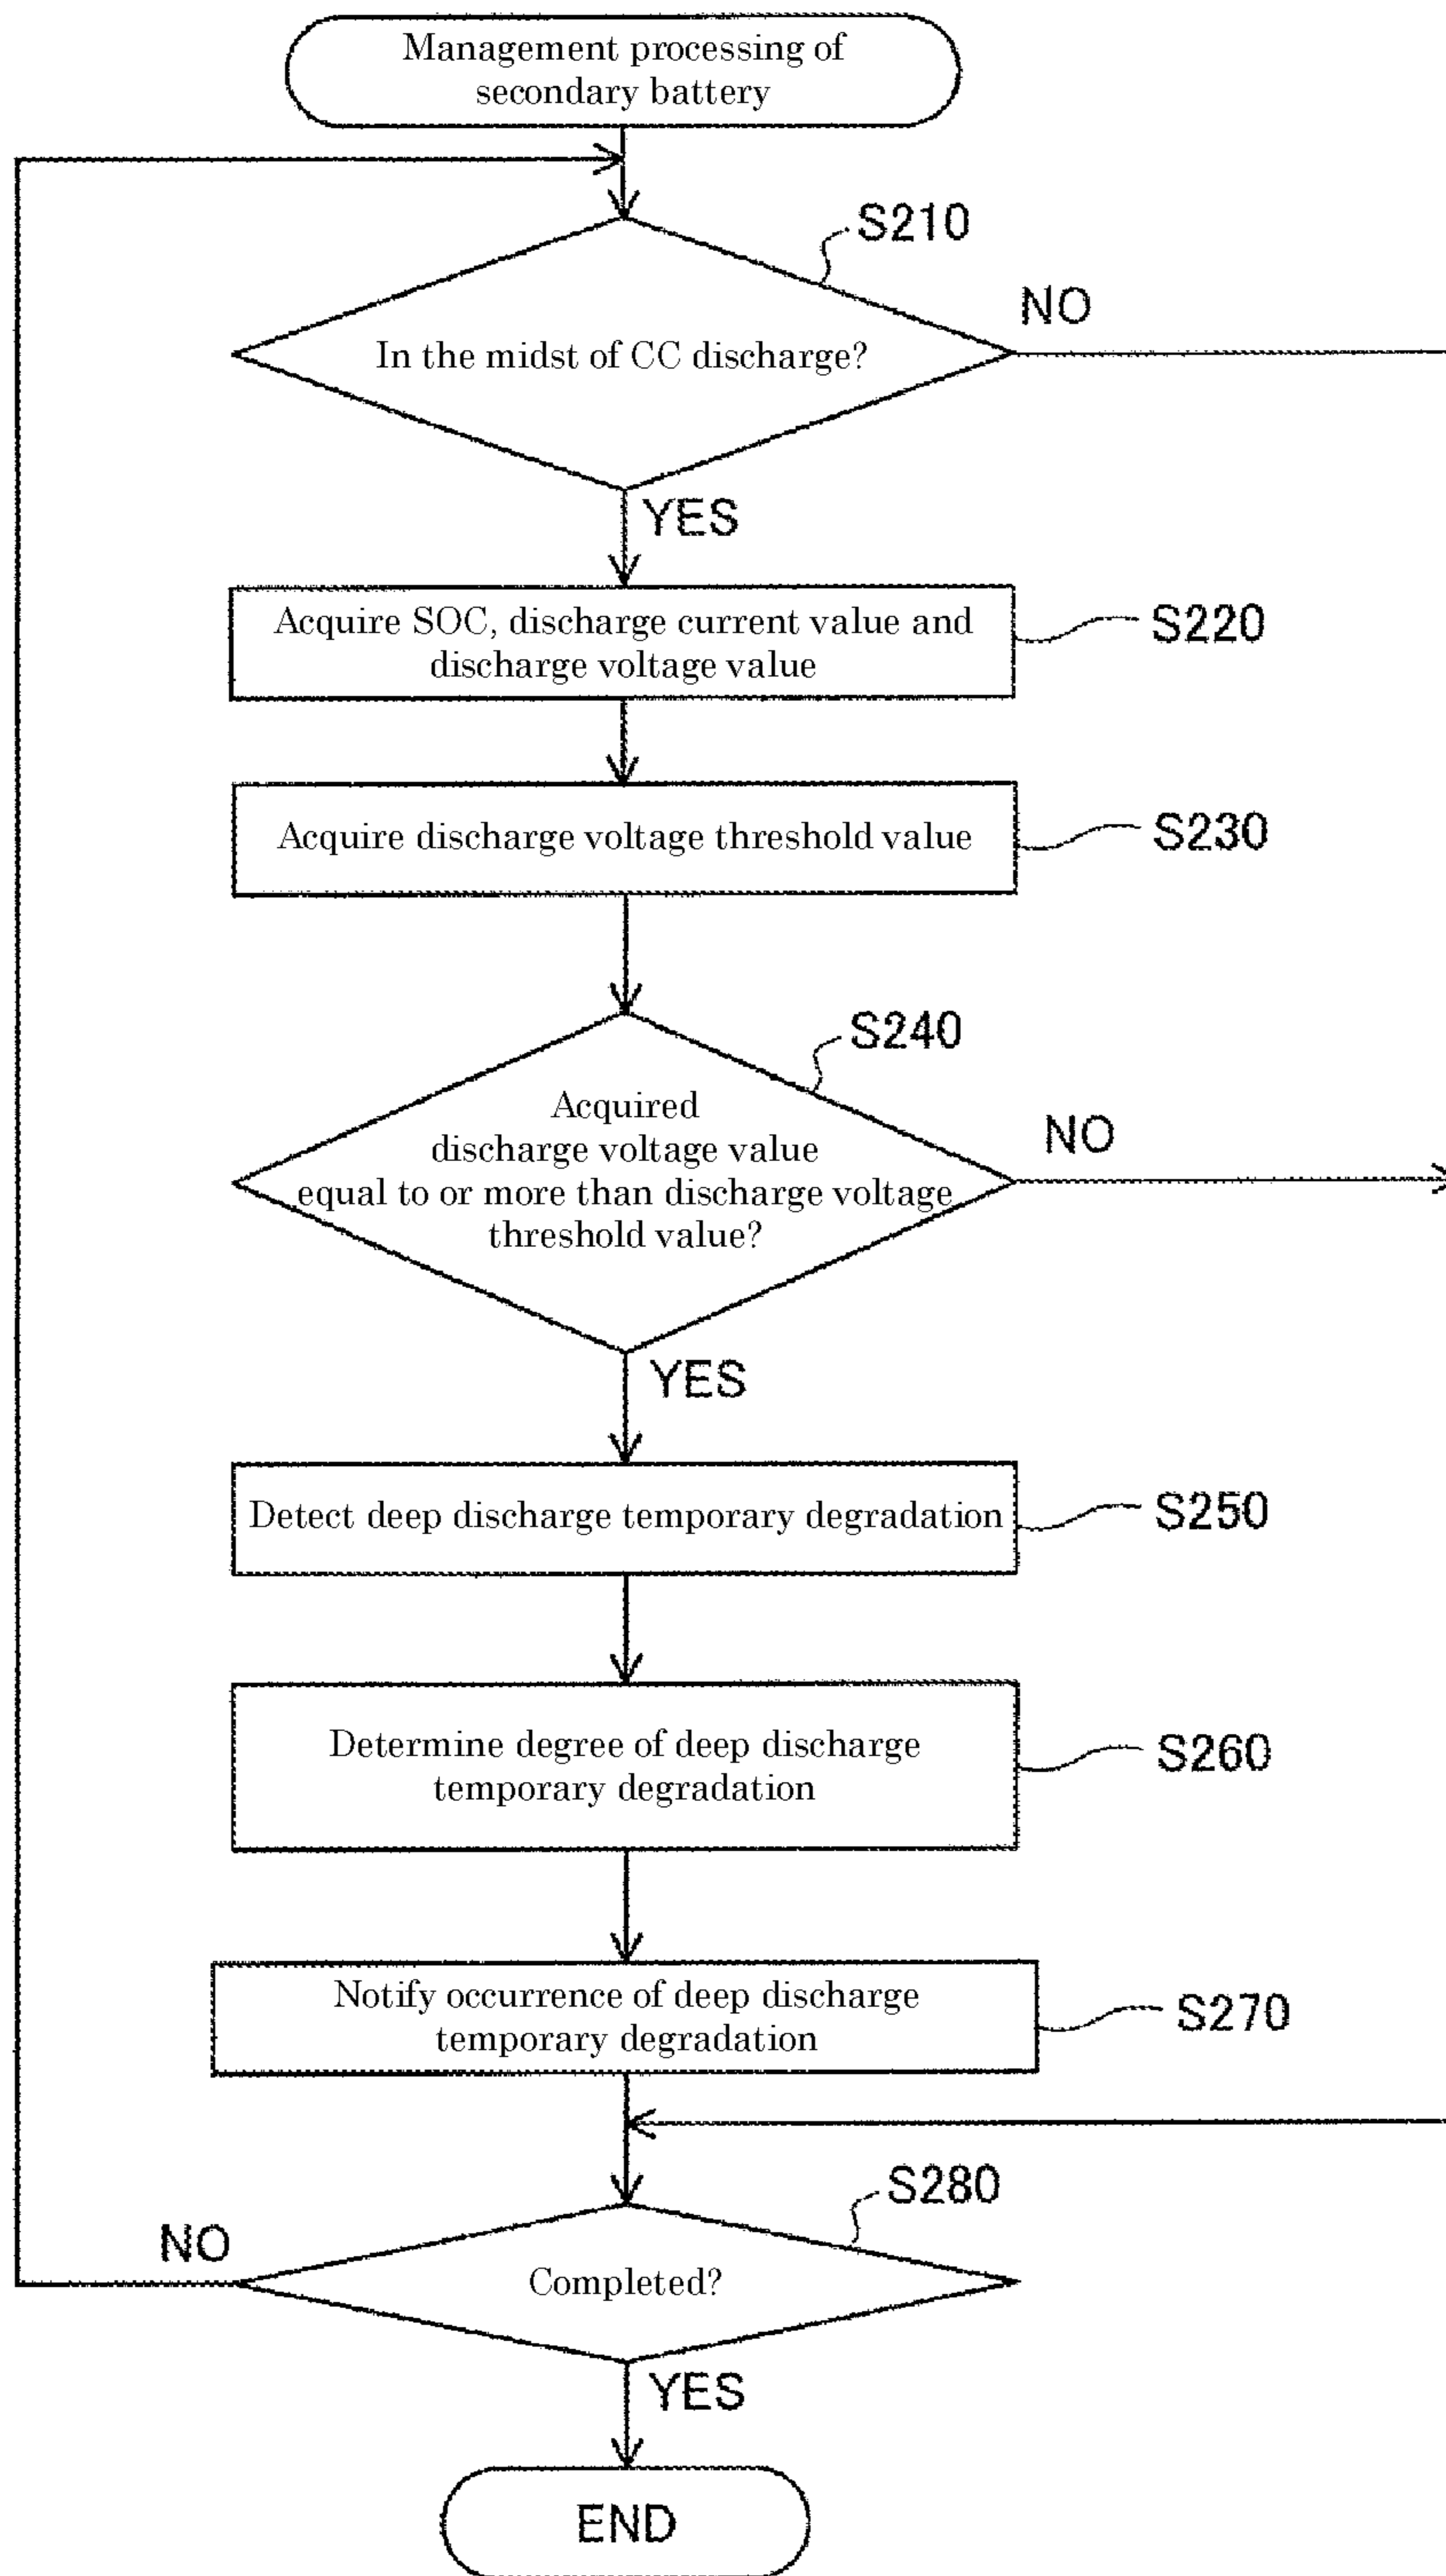 Management processing of
secondary battery
S210
NO
In the midst of CC discharge?
YES
Acquire SOC, discharge current value and
discharge voltage value
S220
Acquire discharge voltage threshold value
S230
S240
Acquired
discharge voltage value
equal to or more than discharge voltage
threshold value?
NO
YES
Detect deep discharge temporary degradation
S250
Determine degree of deep discharge
temporary degradation
S260
Notify occurrence of deep discharge
temporary degradation
S270
S280
NO
Completed?
YES
END